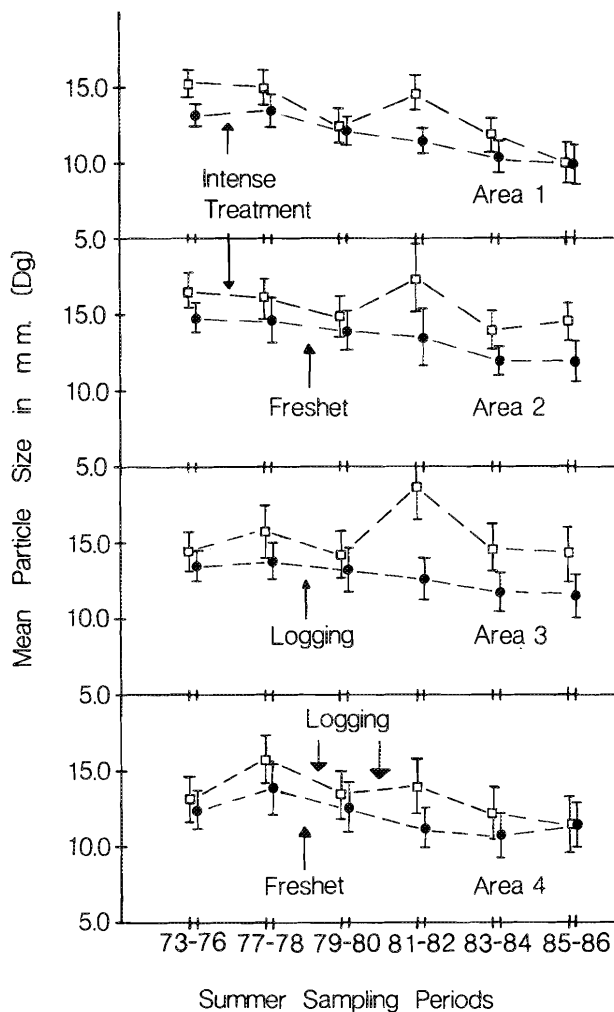 Mean Particle Size in mm. (Dg)
15.0
10.0
Intense
Treatment
Area 1
5.0
15.0
10.0
Freshet
Area 2
5.0
15.0
10.0
Logging
Area 3
5.0
Logging
15.0
10.0
Freshet
Area 4
5.0
73-76 77-78 79-80 81-82 83-84 85-86
Summer Sampling Periods